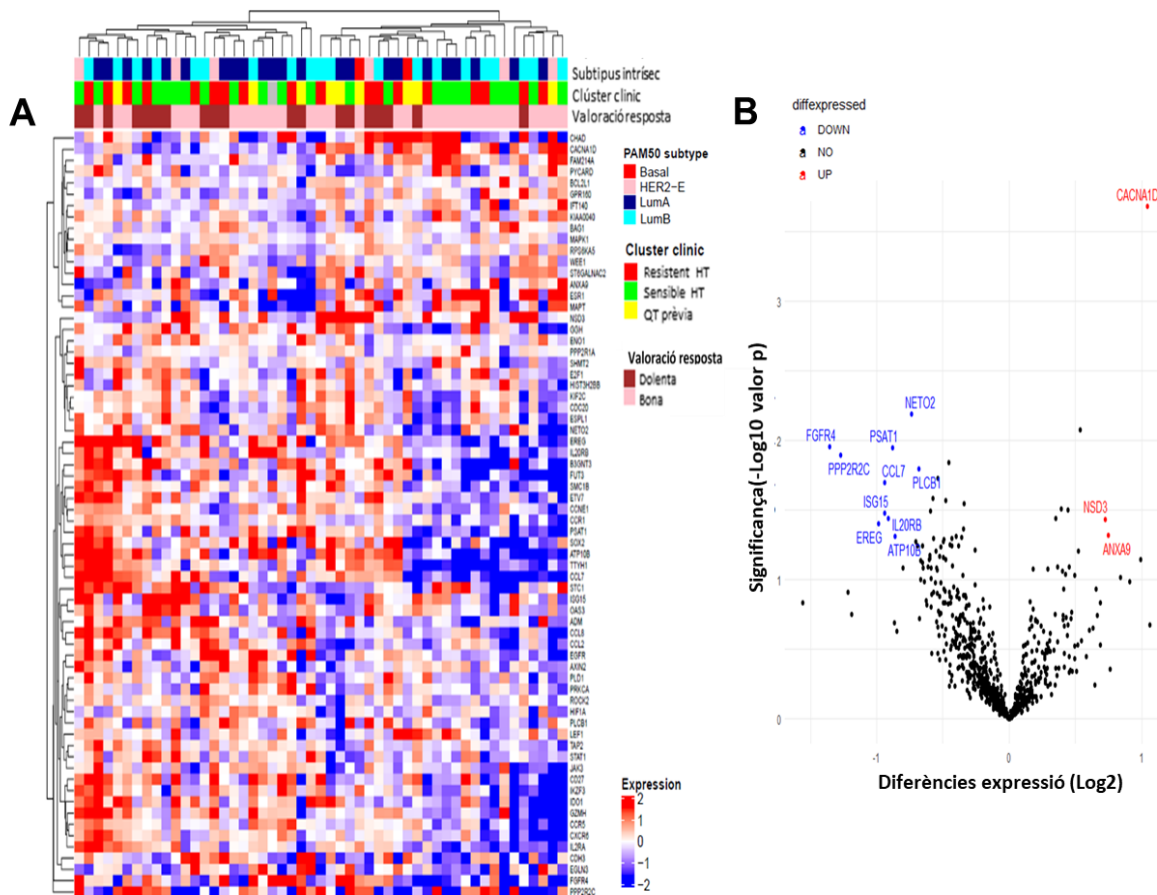 A
Subtipus intrísec
Clúster clinic
Valoració resposta
CHAD
CACNA1D
FAM214A
PYCARD
BCL2L1
GPR160
IFT140
KIAA0040
BAG1
MAPK1
RPS6KA5
WEE1
ST6GALNAC2
ANXA9
ESR1
MAPT
NSD3
GGH
ENO1
PPP2R1A
SHMT2
E2F1
HIST3H2BB
KIF2C
CDC20
ESPL1
NETO2
EREG
IL20RB
B3GNT3
FUT3
SMC1B
ETV7
CCNE1
CCR1
PSAT1
SOX2
ATP10B
TTYH1
CCL7
STC1
ISG15
OAS3
ADM
CCL8
CCL2
EGFR
AXIN2
PLD1
PRKCA
ROCK2
HIF1A
PLCB1
LEF1
TAP2
STAT1
JAK3
CD27
IKZF3
IDO1
GZMH
CCR5
CXCR6
IL2RA
CDH3
EGLN3
FGFR4
PPP2R2C
PAM50 subtype
Basal
HER2-E
LumA
LumB
Cluster clinic
Resistent HT
Sensible HT
QT prèvia
Valoració resposta
Dolenta
Bona
Expression
2
1
0
-1
-2
B
diffexpressed
a DOWN
a NO
a UP
CACNA1D
NETO2
FGFR4
PSAT1
PPP2R2C
CCL7
PLCB1
ISG15
IL20RB
EREG
ATP10B
NSD3
ANXA9
3
2
1
0
-1
0
1
Significança(-Log10 valor p)
Diferències expressió (Log2)